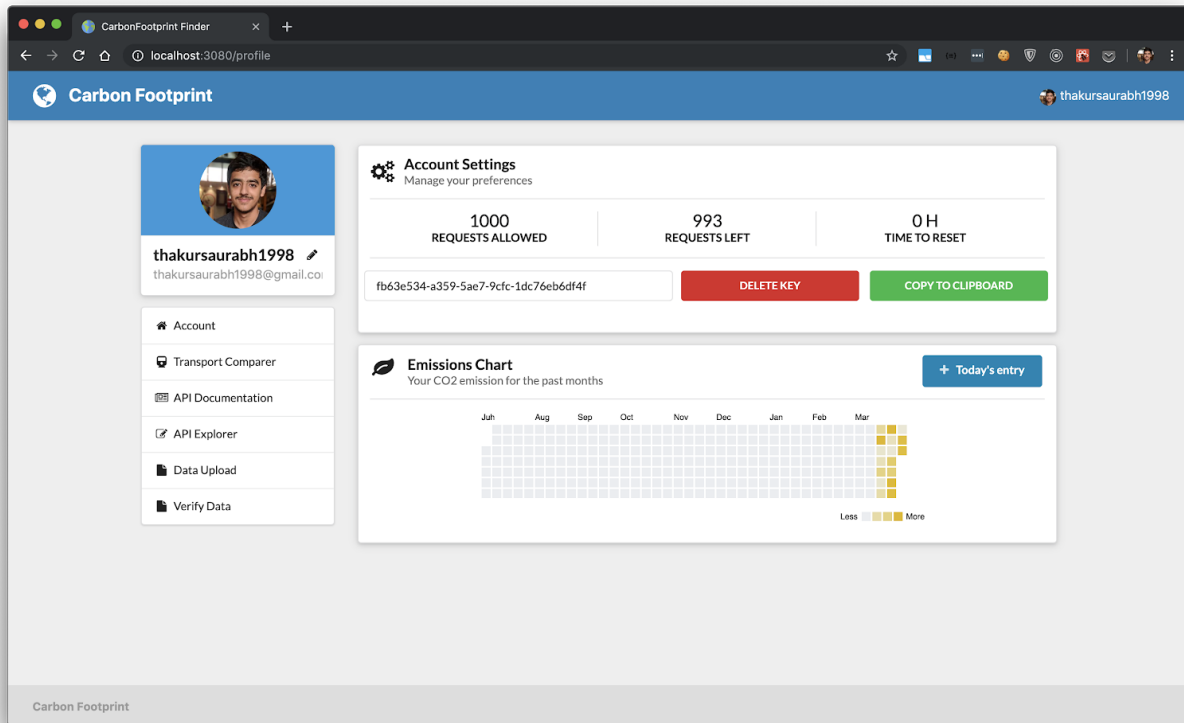 CarbonFootprint Finder
localhost:3080/profile
Carbon Footprint
thakursaurabh1998
thakursaurabh1998
thakursaurabh1998@gmail.co
Account
Transport Comparer
API Documentation
API Explorer
Data Upload
Verify Data
Account Settings
Manage your preferences
1000 993 0 H
REQUESTS ALLOWED REQUESTS LEFT TIME TO RESET
fb63e534-a359-5ae7-9cfc-1dc76eb6df4f DELETE KEY COPY TO CLIPBOARD
Emissions Chart
Your CO2 emission for the past months
+ Today's entry
Aug Sep Oct Nov Dec Jan Feb Mar
Less More
Carbon Footprint